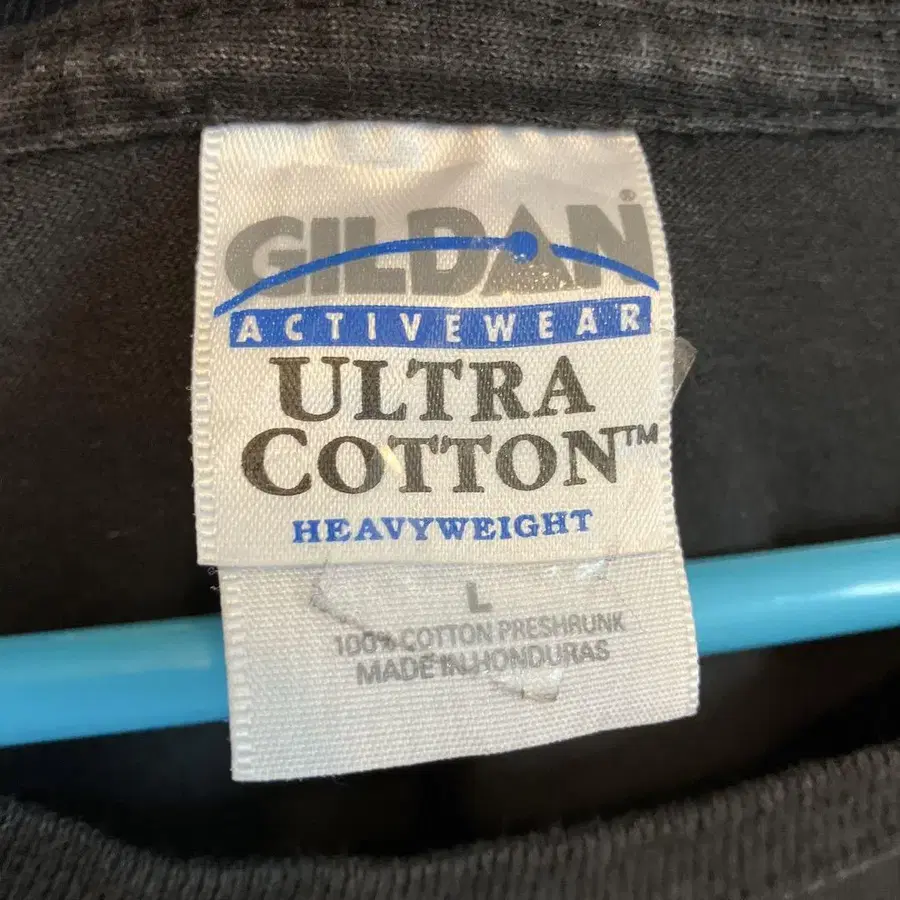 GILDAN®
ACTIVEWEAR
ULTRA
COTTON™
HEAVYWEIGHT
L
100% COTTON PRESHRUNK
MADE IN HONDURAS